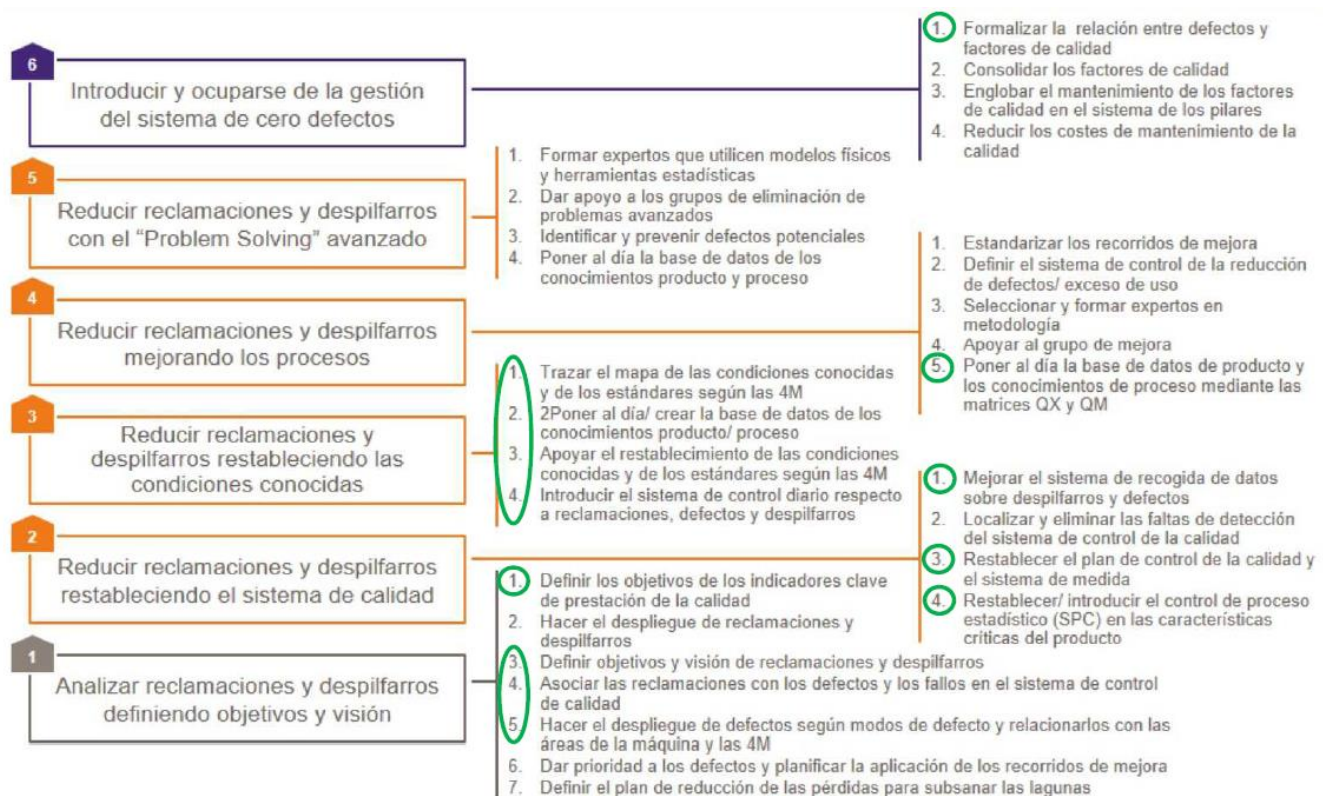 6
Introducir y ocuparse de la gestión
del sistema de cero defectos
1. Formalizar la relación entre defectos y
factores de calidad
2. Consolidar los factores de calidad
3. Englobar el mantenimiento de los factores
de calidad en el sistema de los pilares
4. Reducir los costes de mantenimiento de la
calidad
5
Reducir reclamaciones y despilfarros
con el “Problem Solving” avanzado
1. Formar expertos que utilicen modelos físicos
y herramientas estadísticas
2. Dar apoyo a los grupos de eliminación de
problemas avanzados
3. Identificar y prevenir defectos potenciales
4. Poner al día la base de datos de los
conocimientos producto y proceso
4
Reducir reclamaciones y despilfarros
mejorando los procesos
1. Estandarizar los recorridos de mejora
2. Definir el sistema de control de la reducción
de defectos/ exceso de uso
3. Seleccionar y formar expertos en
metodología
4. Apoyar al grupo de mejora
5. Poner al día la base de datos de producto y
los conocimientos de proceso mediante las
matrices QX y QM
3
Reducir reclamaciones y
despilfarros restableciendo las
condiciones conocidas
1. Trazar el mapa de las condiciones conocidas
y de los estándares según las 4M
2. 2Poner al día/ crear la base de datos de los
conocimientos producto/ proceso
3. Apoyar el restablecimiento de las condiciones
conocidas y de los estándares según las 4M
4. Introducir el sistema de control diario respecto
a reclamaciones, defectos y despilfarros
2
Reducir reclamaciones y despilfarros
restableciendo el sistema de calidad
1. Mejorar el sistema de recogida de datos
sobre despilfarros y defectos
2. Localizar y eliminar las faltas de detección
del sistema de control de la calidad
3. Restablecer el plan de control de la calidad y
el sistema de medida
4. Restablecer/ introducir el control de proceso
estadístico (SPC) en las características
críticas del producto
1
Analizar reclamaciones y despilfarros
definiendo objetivos y visión
1. Definir los objetivos de los indicadores clave
de prestación de la calidad
2. Hacer el despliegue de reclamaciones y
despilfarros
3. Definir objetivos y visión de reclamaciones y despilfarros
4. Asociar las reclamaciones con los defectos y los fallos en el sistema de control
de calidad
5. Hacer el despliegue de defectos según modos de defecto y relacionarlos con las
áreas de la máquina y las 4M
6. Dar prioridad a los defectos y planificar la aplicación de los recorridos de mejora
7. Definir el plan de reducción de las pérdidas para subsanar las lagunas